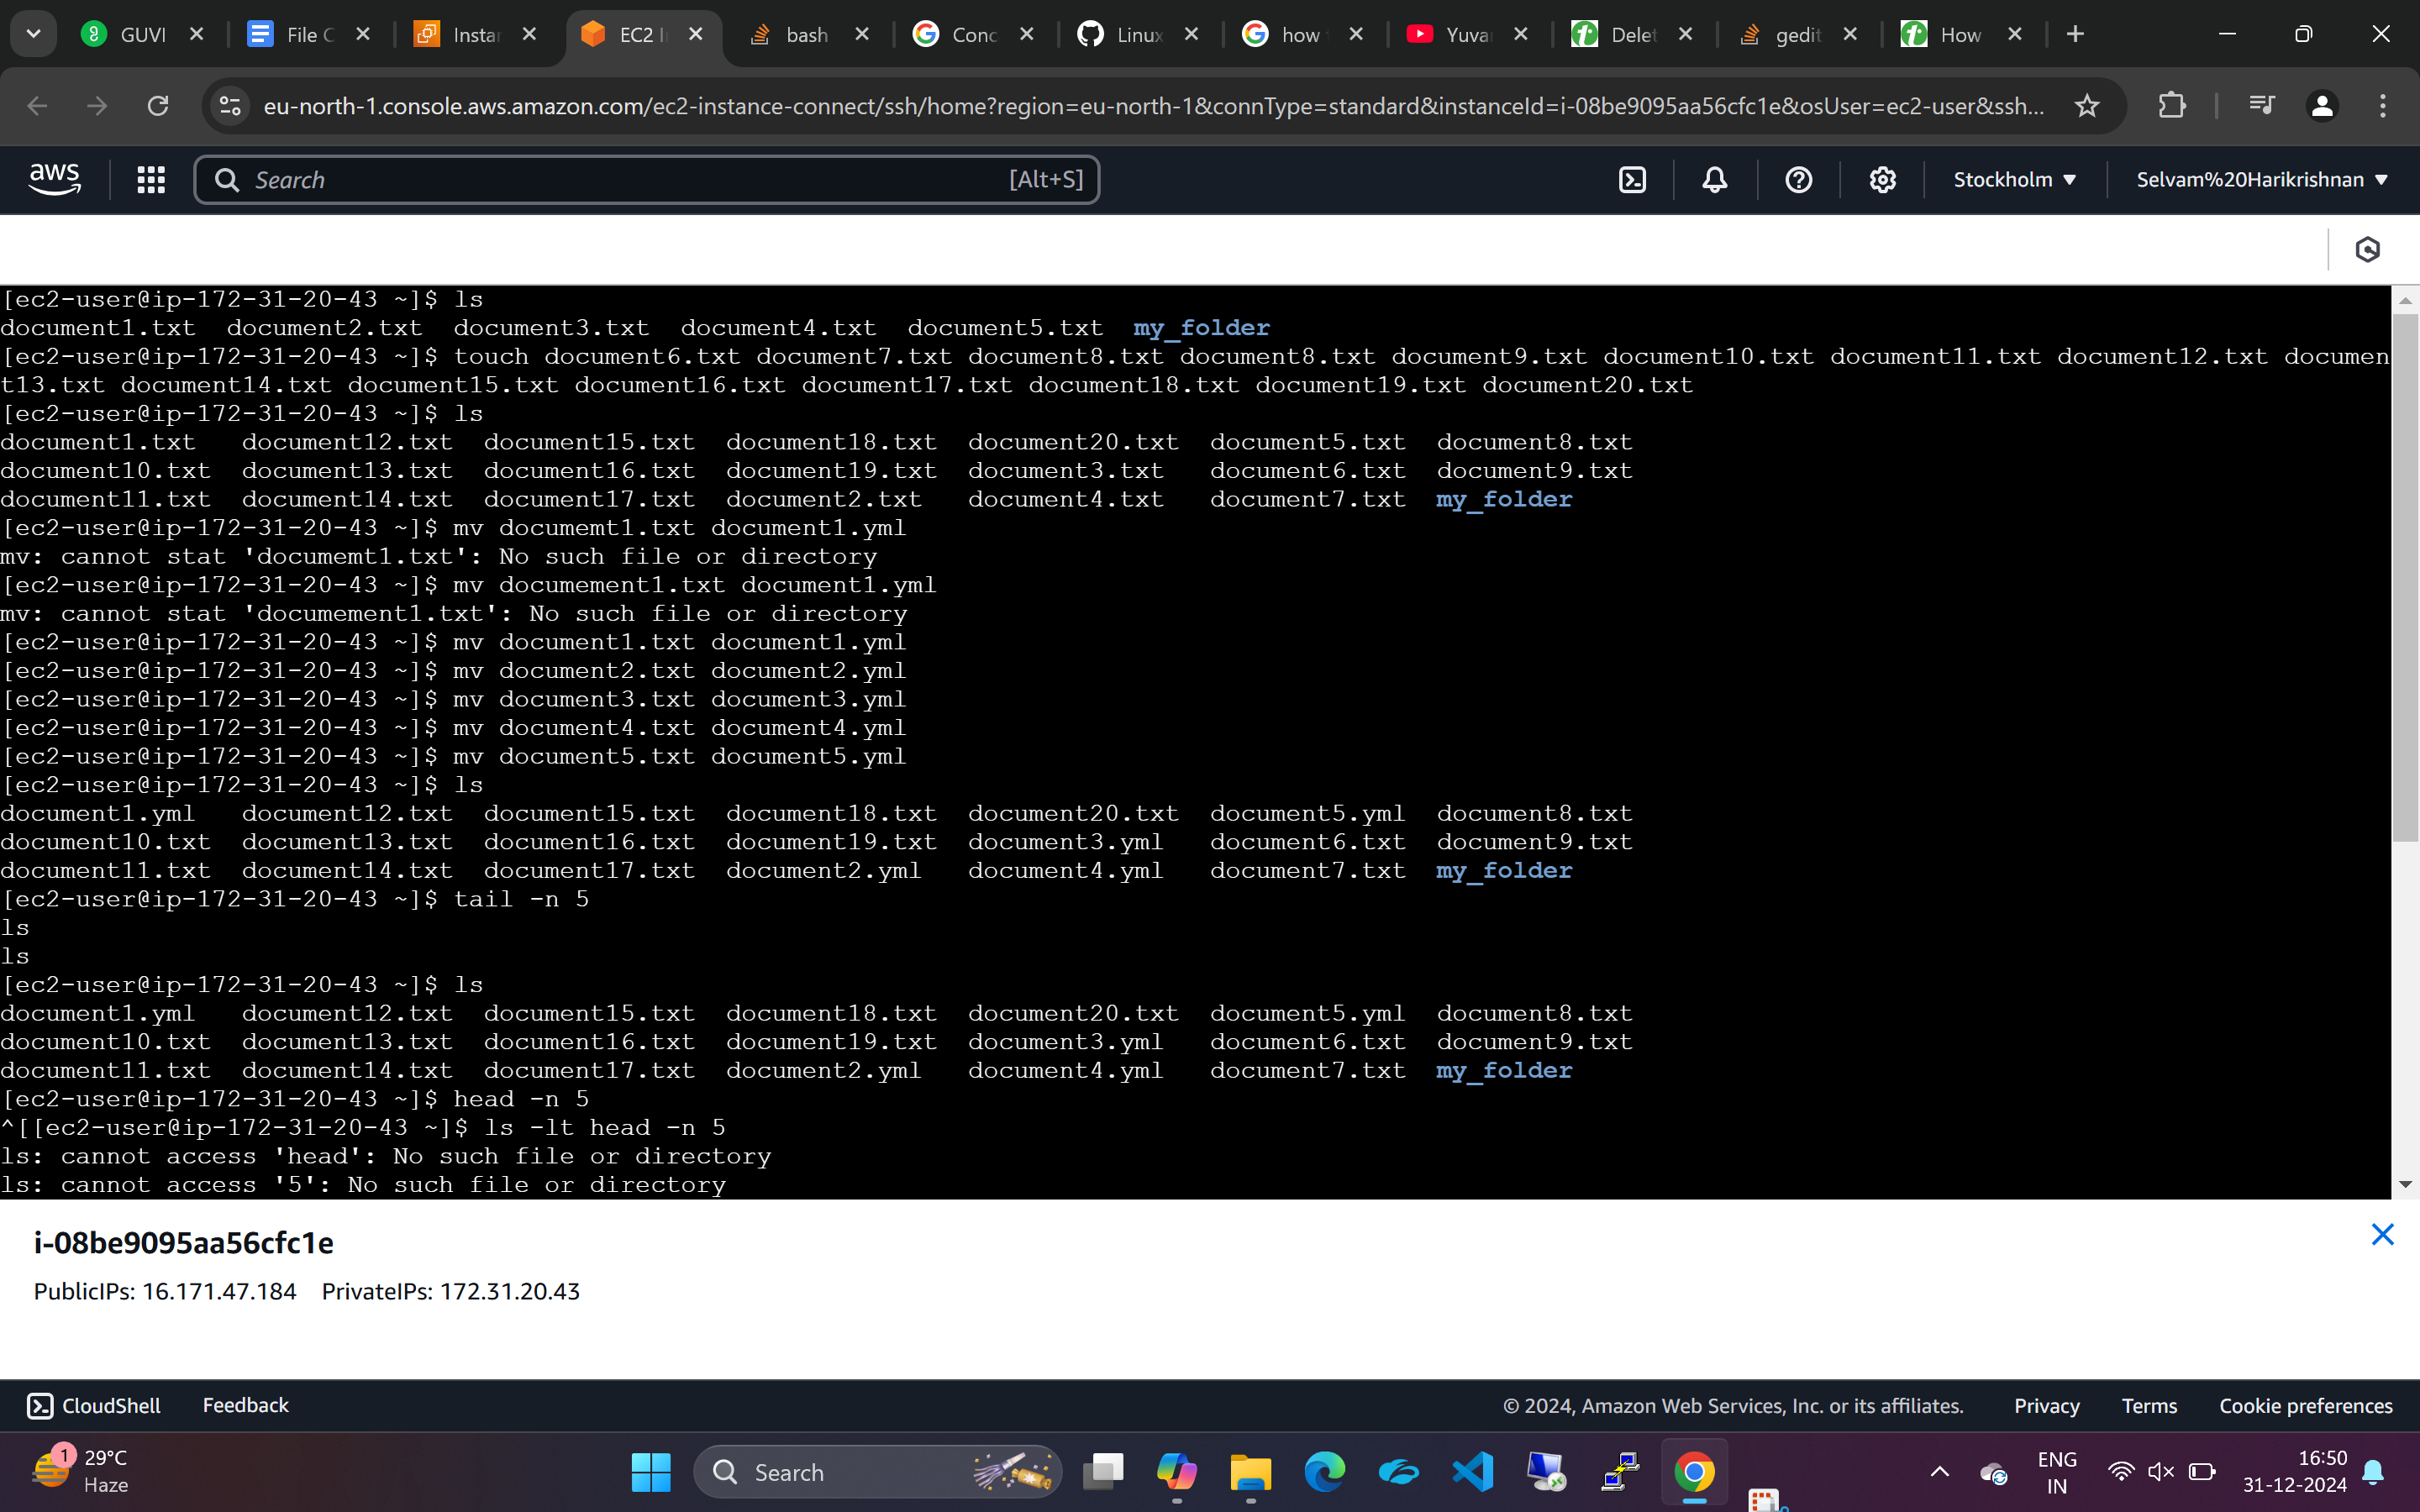 GUVI
File C
Instar
EC2 I
bash
Conc
Linux
how
Yuva
Delet
gedit
How
eu-north-1.console.aws.amazon.com/ec2-instance-connect/ssh/home?region=eu-north-1&connType=standard&instanceId=i-08be9095aa56cfc1e&osUser=ec2-user&ssh...
aws
Search [Alt+S]
Stockholm
Selvam%20Harikrishnan
[ec2-user@ip-172-31-20-43 ~]$ ls
document1.txt document2.txt document3.txt document4.txt document5.txt my_folder
[ec2-user@ip-172-31-20-43 ~]$ touch document6.txt document7.txt document8.txt document8.txt document9.txt document10.txt document11.txt document12.txt documen
t13.txt document14.txt document15.txt document16.txt document17.txt document18.txt document19.txt document20.txt
[ec2-user@ip-172-31-20-43 ~]$ ls
document1.txt document12.txt document15.txt document18.txt document20.txt document5.txt document8.txt
document10.txt document13.txt document16.txt document19.txt document3.txt document6.txt document9.txt
document11.txt document14.txt document17.txt document2.txt document4.txt document7.txt my_folder
[ec2-user@ip-172-31-20-43 ~]$ mv documemt1.txt document1.yml
mv: cannot stat 'documemt1.txt': No such file or directory
[ec2-user@ip-172-31-20-43 ~]$ mv documement1.txt document1.yml
mv: cannot stat 'documement1.txt': No such file or directory
[ec2-user@ip-172-31-20-43 ~]$ mv document1.txt document1.yml
[ec2-user@ip-172-31-20-43 ~]$ mv document2.txt document2.yml
[ec2-user@ip-172-31-20-43 ~]$ mv document3.txt document3.yml
[ec2-user@ip-172-31-20-43 ~]$ mv document4.txt document4.yml
[ec2-user@ip-172-31-20-43 ~]$ mv document5.txt document5.yml
[ec2-user@ip-172-31-20-43 ~]$ ls
document1.yml document12.txt document15.txt document18.txt document20.txt document5.yml document8.txt
document10.txt document13.txt document16.txt document19.txt document3.yml document6.txt document9.txt
document11.txt document14.txt document17.txt document2.yml document4.yml document7.txt my_folder
[ec2-user@ip-172-31-20-43 ~]$ tail -n 5
ls
ls
[ec2-user@ip-172-31-20-43 ~]$ ls
document1.yml document12.txt document15.txt document18.txt document20.txt document5.yml document8.txt
document10.txt document13.txt document16.txt document19.txt document3.yml document6.txt document9.txt
document11.txt document14.txt document17.txt document2.yml document4.yml document7.txt my_folder
[ec2-user@ip-172-31-20-43 ~]$ head -n 5
^[[ec2-user@ip-172-31-20-43 ~]$ ls -lt head -n 5
ls: cannot access 'head': No such file or directory
ls: cannot access '5': No such file or directory
i-08be9095aa56cfc1e
PublicIPs: 16.171.47.184 PrivateIPs: 172.31.20.43
CloudShell Feedback © 2024, Amazon Web Services, Inc. or its affiliates. Privacy Terms Cookie preferences
1
29°C
Haze
Search
ENG
IN
16:50
31-12-2024